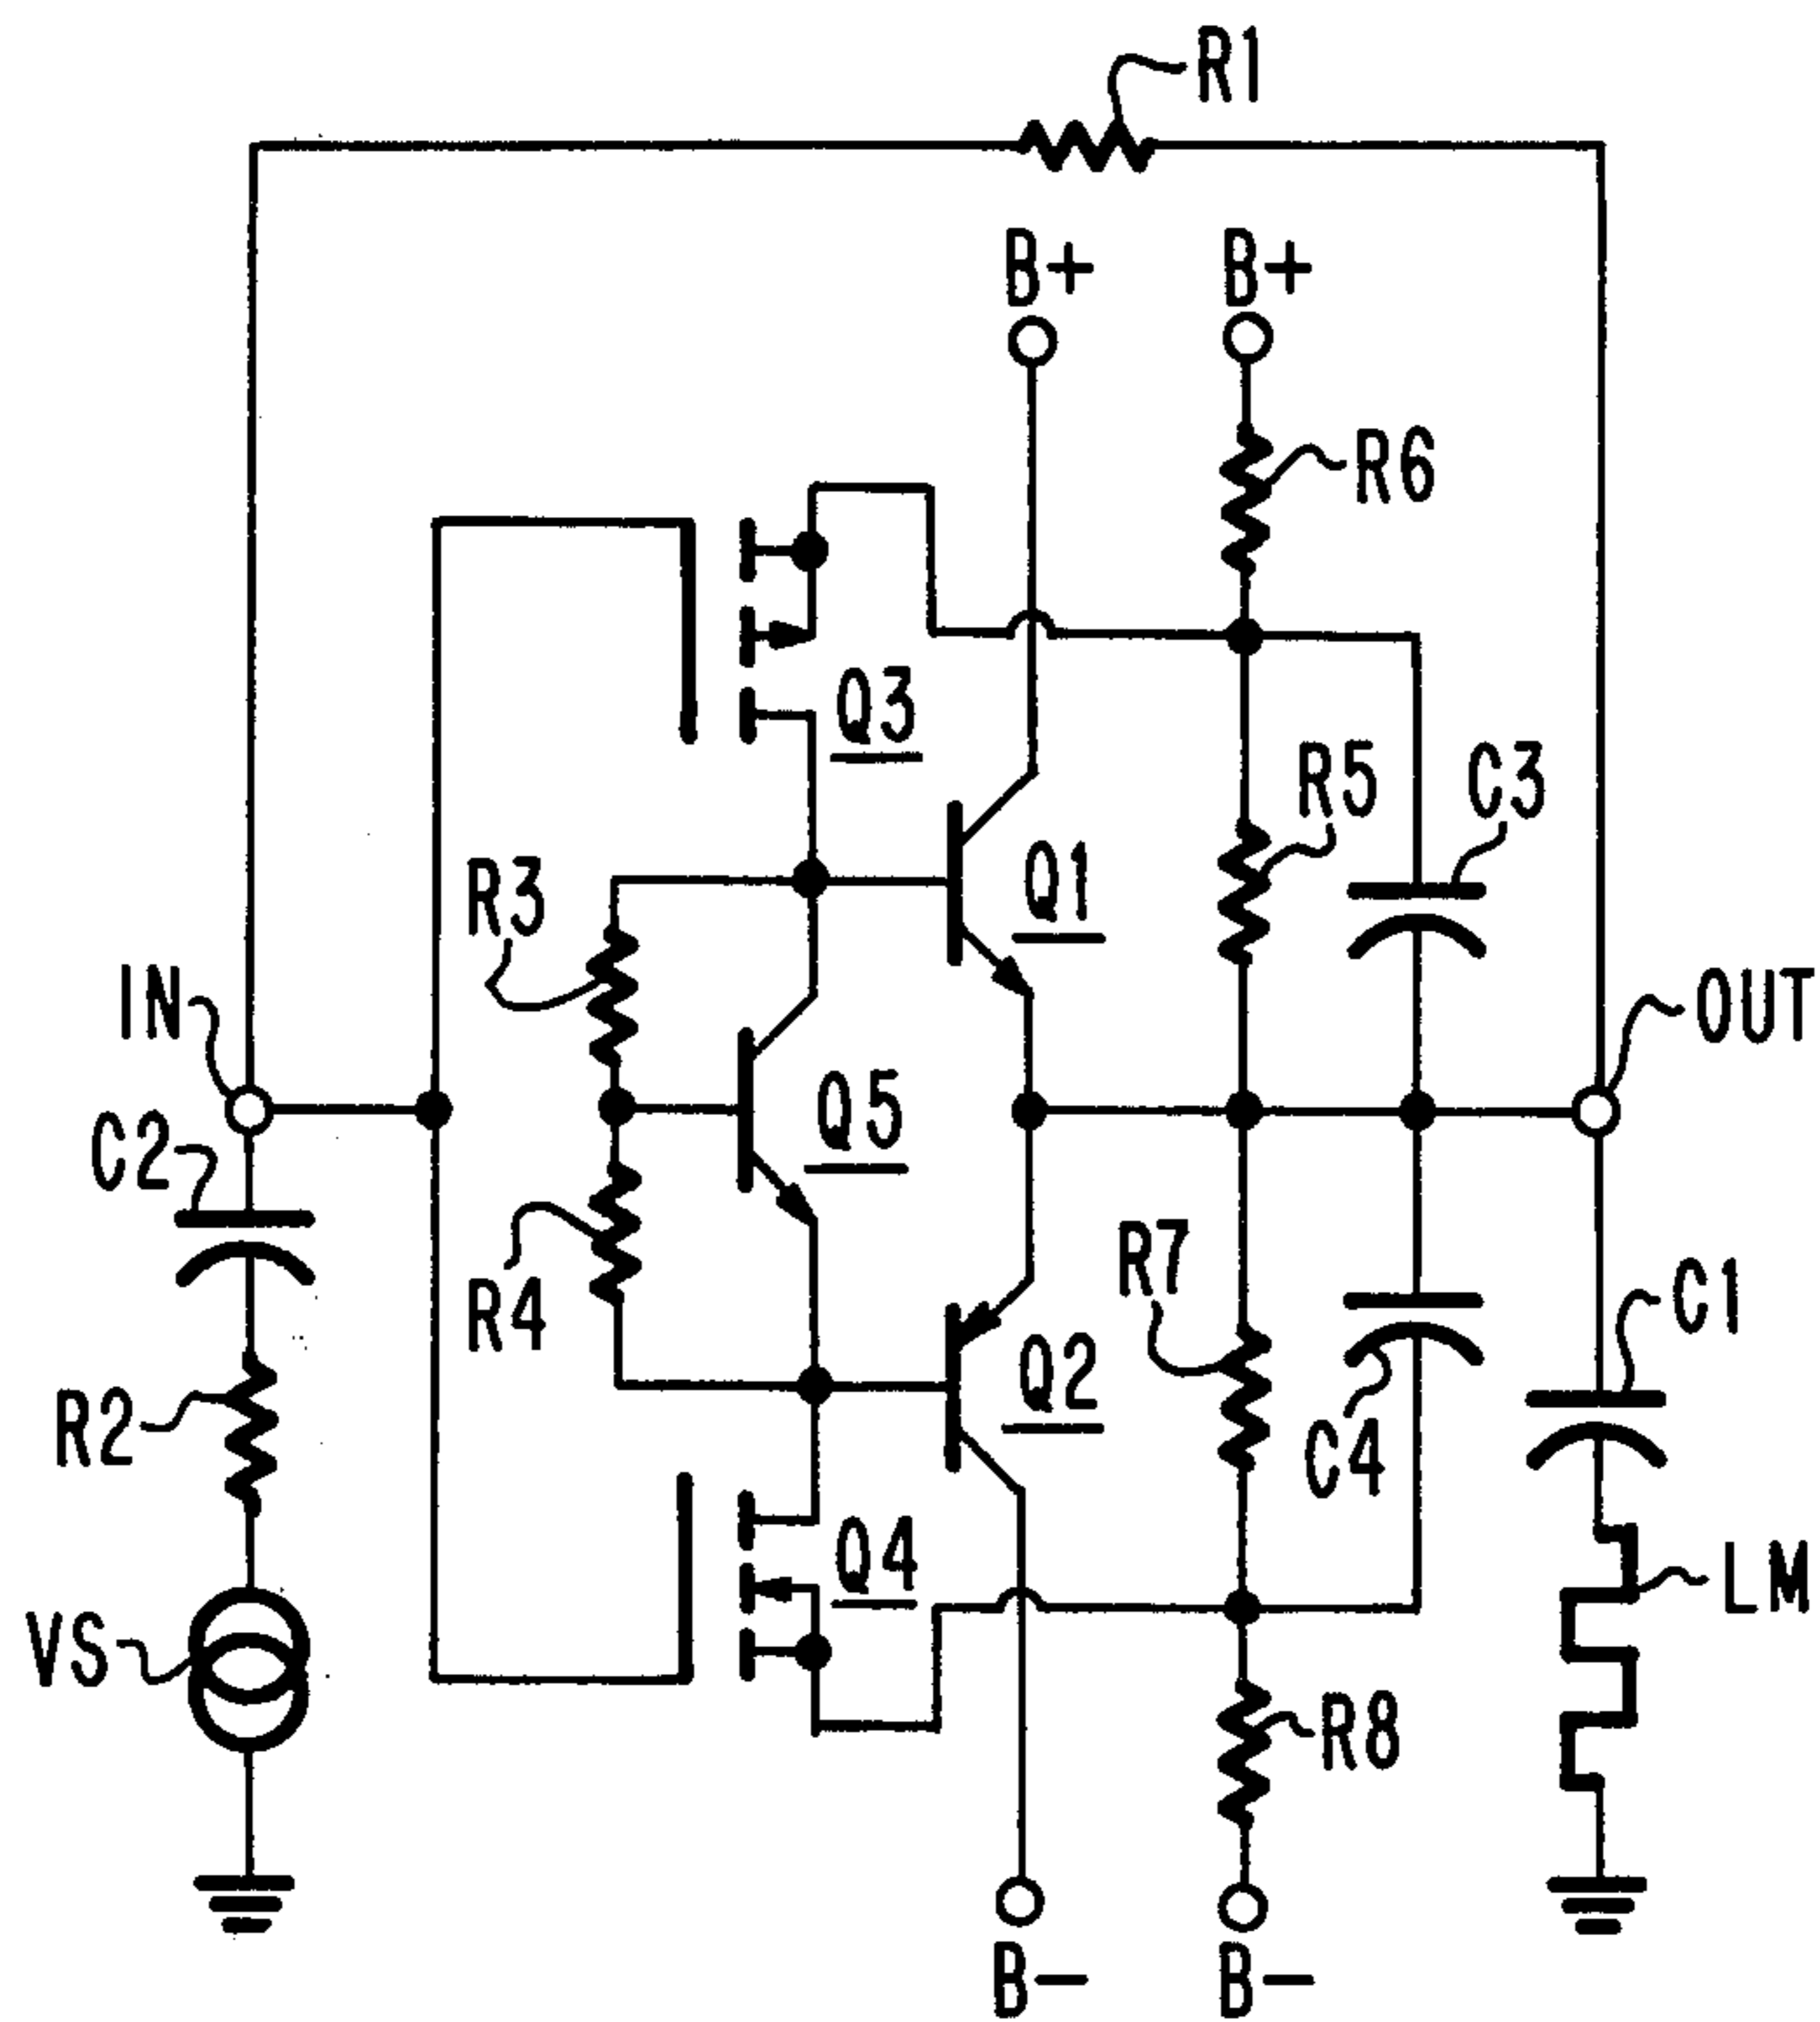 R1
B+ B+
R6
Q3
R5 C3
R3 Q1
IN OUT
C2 Q5
R7
R4 C1
Q2
R2 C4
Q4 LM
VS
R8
B- B-